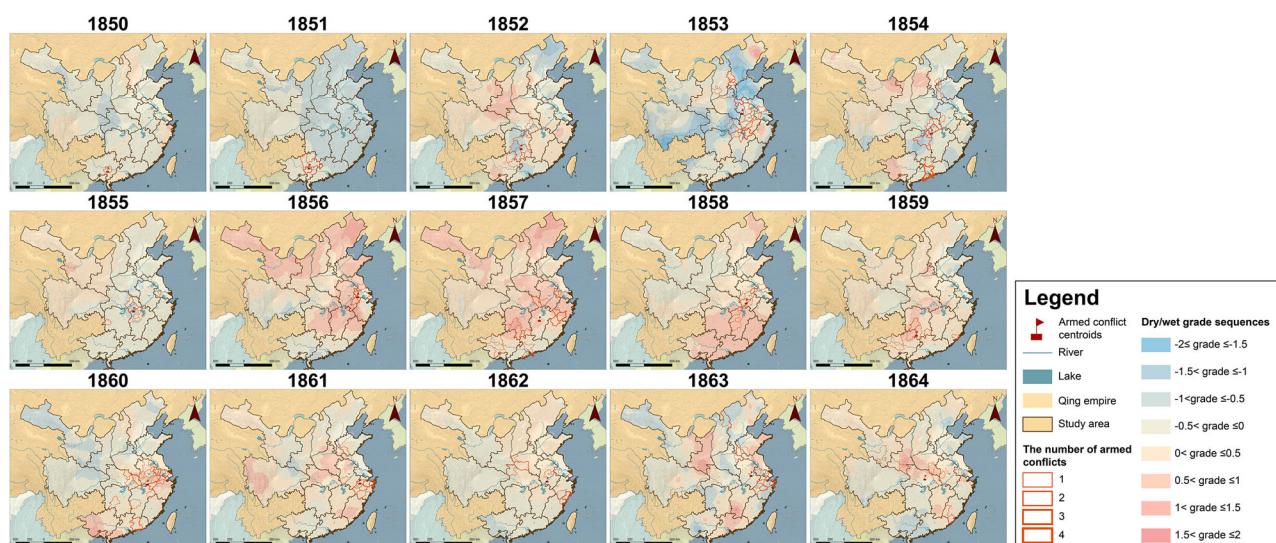 1850
1851
1852
1853
1854
1855
1856
1857
1858
1859
1860
1861
1862
1863
1864
Legend
Armed conflict
centroids
River
Lake
Qing empire
Study area
The number of armed
conflicts
1
2
3
4
Dry/wet grade sequences
-2≤ grade ≤-1.5
-1.5< grade ≤-1
-1<grade ≤-0.5
-0.5< grade ≤0
0< grade ≤0.5
0.5< grade ≤1
1< grade ≤1.5
1.5< grade ≤2